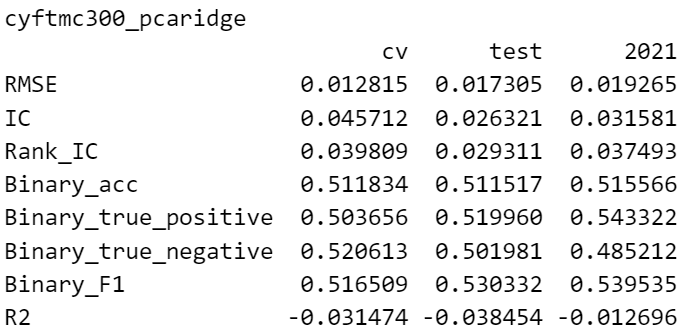 cyftmc300_pcaridge
cv test 2021
RMSE 0.012815 0.017305 0.019265
IC 0.045712 0.026321 0.031581
Rank_IC 0.039809 0.029311 0.037493
Binary_acc 0.511834 0.511517 0.515566
Binary_true_positive 0.503656 0.519960 0.543322
Binary_true_negative 0.520613 0.501981 0.485212
Binary_F1 0.516509 0.530332 0.539535
R2 -0.031474 -0.038454 -0.012696